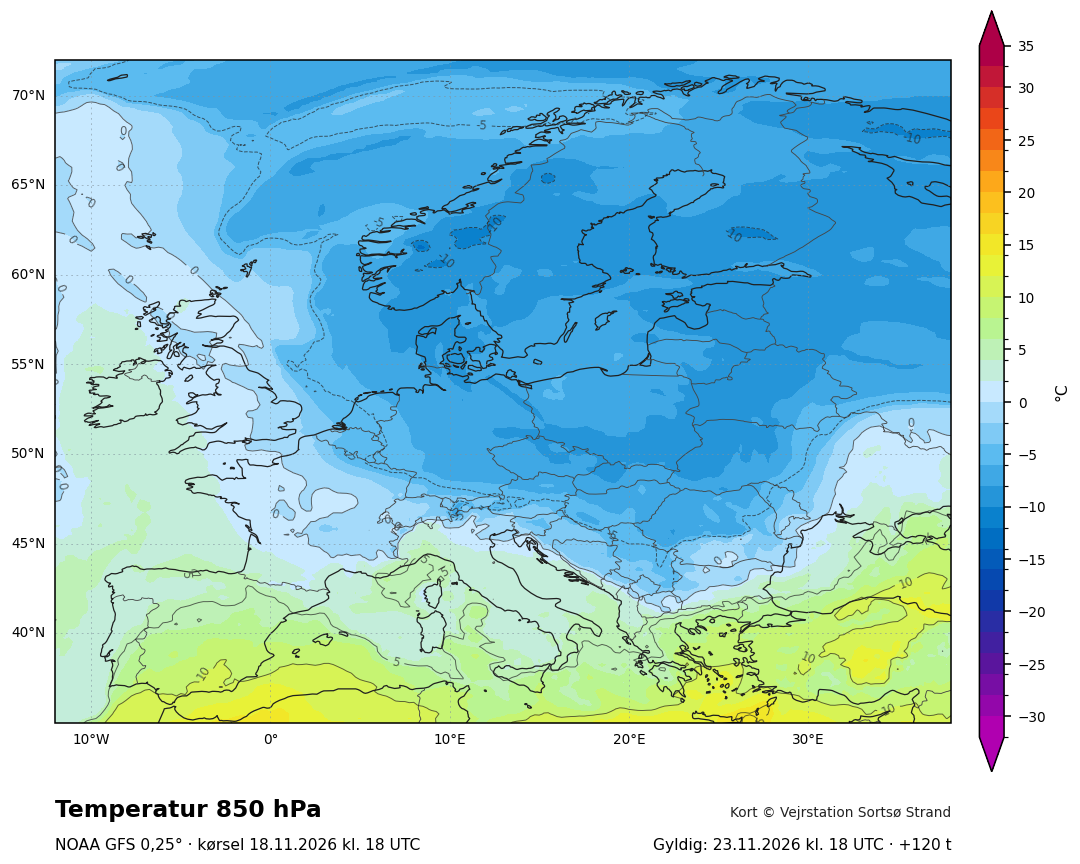 70°N
65°N
60°N
55°N
50°N
45°N
40°N
10°W
0°
10°E
20°E
30°E
35
30
25
20
15
10
5
0
−5
−10
−15
−20
−25
−30
°C
Temperatur 850 hPa
Kort © Vejrstation Sortsø Strand
NOAA GFS 0,25° · kørsel 18.11.2026 kl. 18 UTC
Gyldig: 23.11.2026 kl. 18 UTC · +120 t